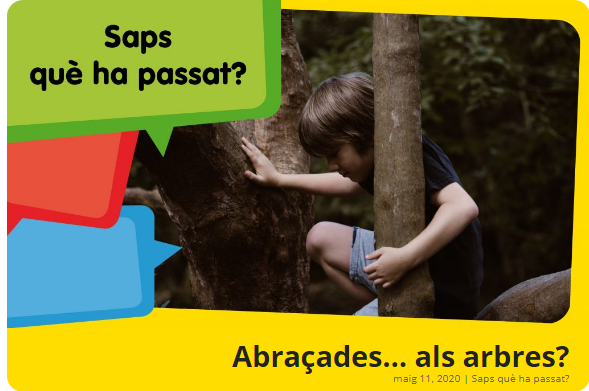 Saps
què ha passat?
Abraçades... als arbres?
maig 11, 2020 | Saps què ha passat?